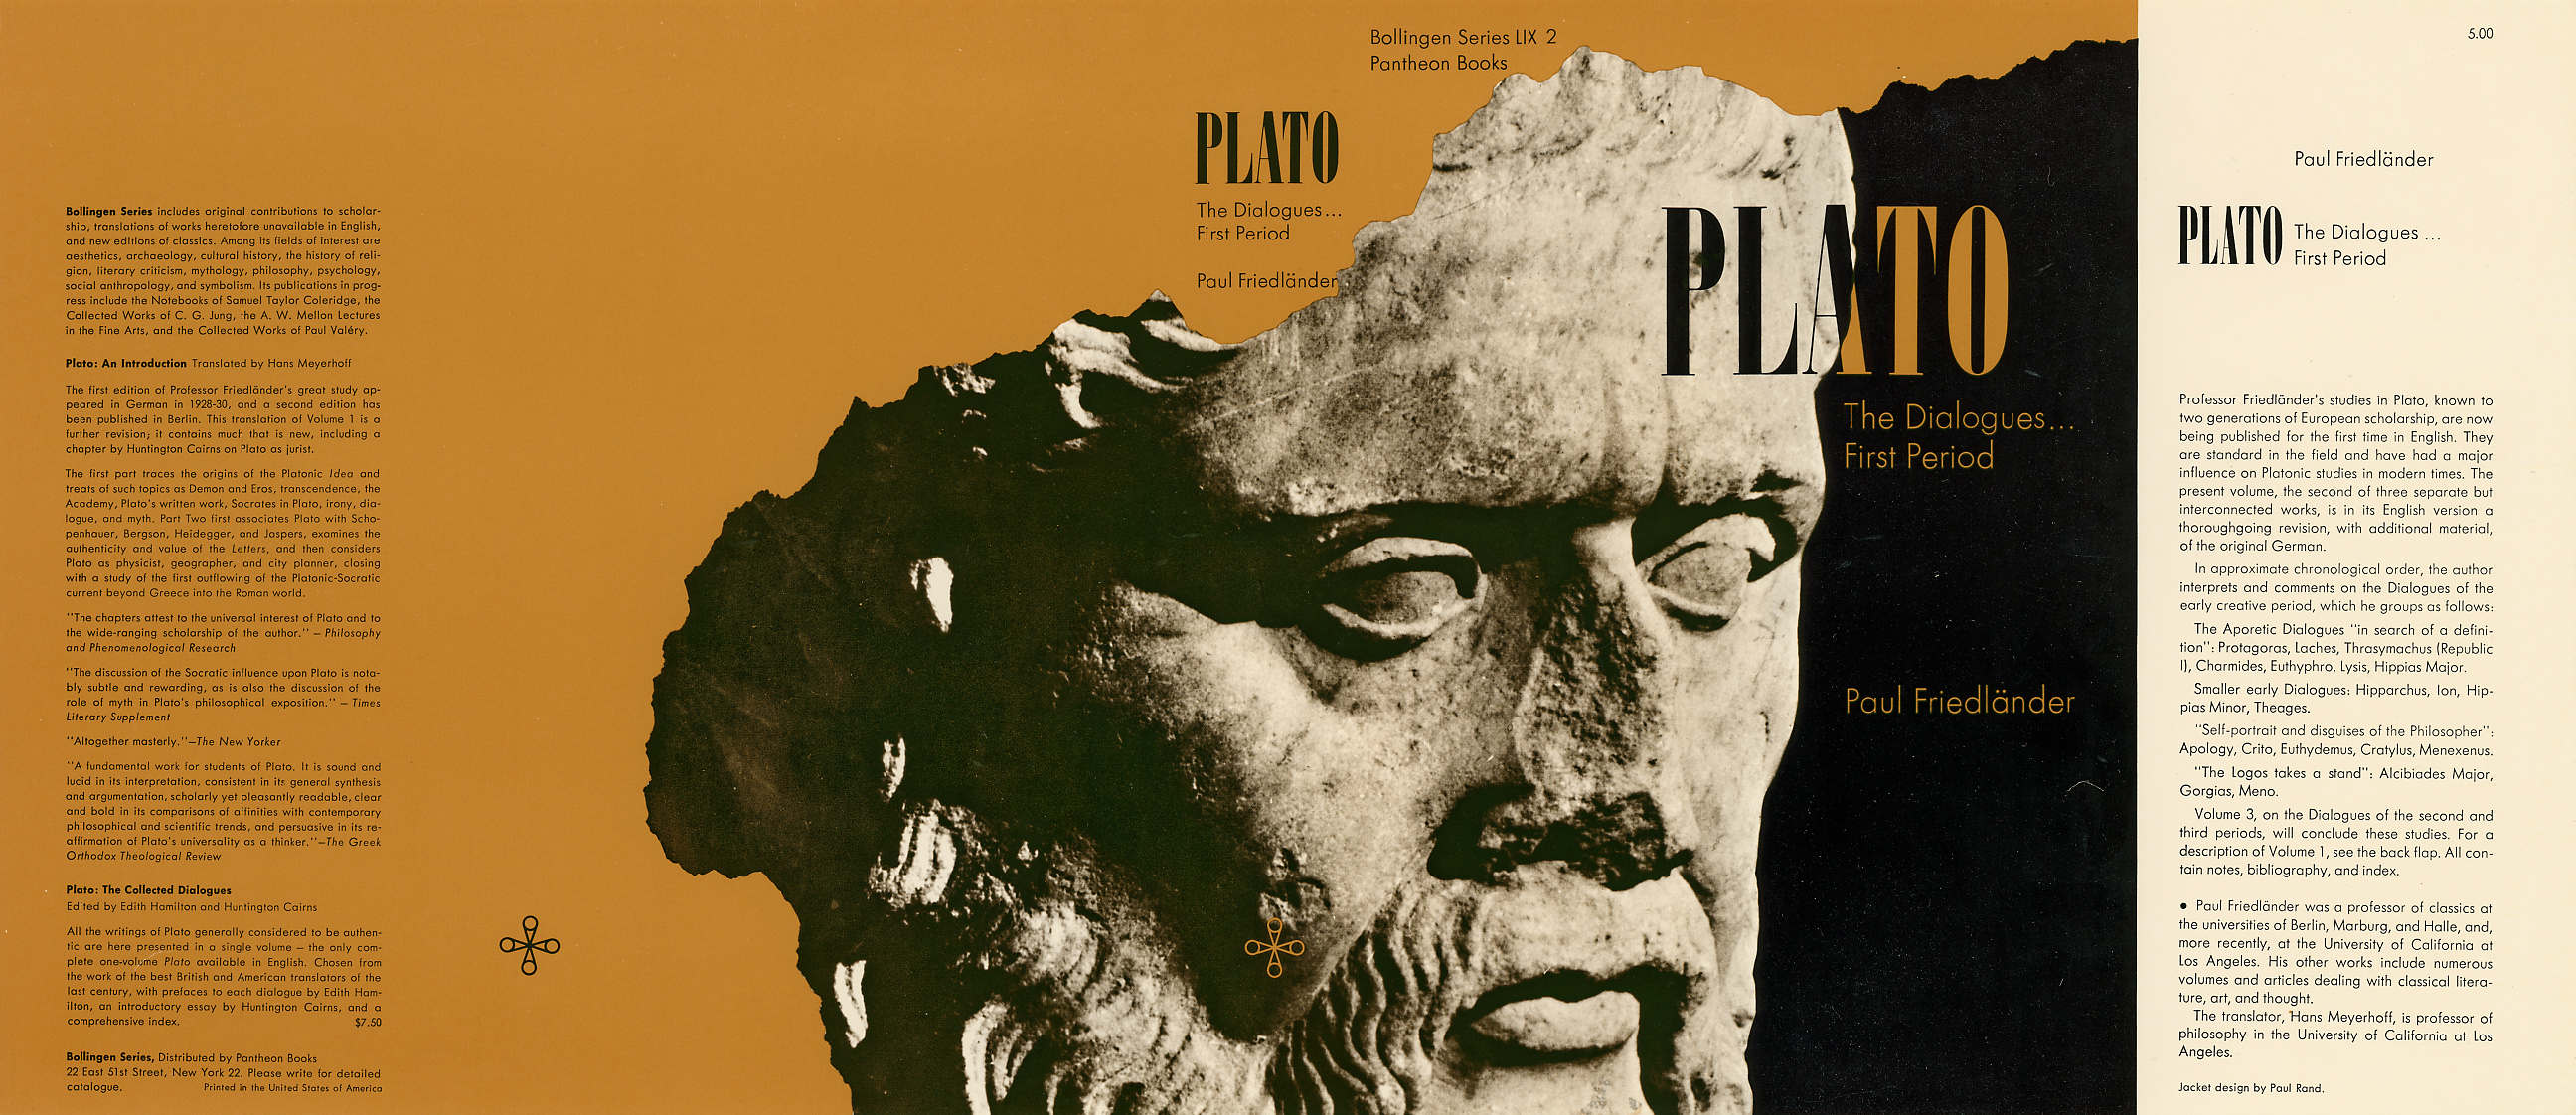 Bollingen Series includes original contributions to scholar-
ship, translations of works heretofore unavailable in English,
and new editions of classics. Among its fields of interest are
aesthetics, archaeology, cultural history, the history of reli-
gion, literary criticism, mythology, philosophy, psychology,
social anthropology, and symbolism. Its publications in prog-
ress include the Notebooks of Samuel Taylor Coleridge, the
Collected Works of C. G. Jung, the A. W. Mellon Lectures
in the Fine Arts, and the Collected Works of Paul Valéry.
Plato: An Introduction Translated by Hans Meyerhoff
The first edition of Professor Friedländer's great study ap-
peared in German in 1928-30, and a second edition has
been published in Berlin. This translation of Volume 1 is a
further revision; it contains much that is new, including a
chapter by Huntington Cairns on Plato as jurist.
The first part traces the origins of the Platonic Idea and
treats of such topics as Demon and Eros, transcendence, the
Academy, Plato's written work, Socrates in Plato, irony, dia-
logue, and myth. Part Two first associates Plato with Scho-
penhauer, Bergson, Heidegger, and Jaspers, examines the
authenticity and value of the Letters, and then considers
Plato as physicist, geographer, and city planner, closing
with a study of the first outflowing of the Platonic-Socratic
current beyond Greece into the Roman world.
"The chapters attest to the universal interest of Plato and to
the wide-ranging scholarship of the author." — Philosophy
and Phenomenological Research
"The discussion of the Socratic influence upon Plato is nota-
bly subtle and rewarding, as is also the discussion of the
role of myth in Plato's philosophical exposition." — Times
Literary Supplement
"Altogether masterly."—The New Yorker
"A fundamental work for students of Plato. It is sound and
lucid in its interpretation, consistent in its general synthesis
and argumentation, scholarly yet pleasantly readable, clear
and bold in its comparisons of affinities with contemporary
philosophical and scientific trends, and persuasive in its re-
affirmation of Plato's universality as a thinker."—The Greek
Orthodox Theological Review
Plato: The Collected Dialogues
Edited by Edith Hamilton and Huntington Cairns
All the writings of Plato generally considered to be authen-
tic are here presented in a single volume — the only com-
plete one-volume Plato available in English. Chosen from
the work of the best British and American translators of the
last century, with prefaces to each dialogue by Edith Ham-
ilton, an introductory essay by Huntington Cairns, and a
comprehensive index. $7.50
Bollingen Series, Distributed by Pantheon Books
22 East 51st Street, New York 22. Please write for detailed
catalogue. Printed in the United States of America
PLATO
The Dialogues...
First Period
Paul Friedländer
Bollingen Series LIX 2
Pantheon Books
PLATO
The Dialogues...
First Period
Paul Friedländer
5.00
Paul Friedländer
PLATO The Dialogues ...
First Period
Professor Friedländer's studies in Plato, known to
two generations of European scholarship, are now
being published for the first time in English. They
are standard in the field and have had a major
influence on Platonic studies in modern times. The
present volume, the second of three separate but
interconnected works, is in its English version a
thoroughgoing revision, with additional material,
of the original German.
In approximate chronological order, the author
interprets and comments on the Dialogues of the
early creative period, which he groups as follows:
The Aporetic Dialogues "in search of a defini-
tion": Protagoras, Laches, Thrasymachus (Republic
I), Charmides, Euthyphro, Lysis, Hippias Major.
Smaller early Dialogues: Hipparchus, Ion, Hip-
pias Minor, Theages.
"Self-portrait and disguises of the Philosopher":
Apology, Crito, Euthydemus, Cratylus, Menexenus.
"The Logos takes a stand": Alcibiades Major,
Gorgias, Meno.
Volume 3, on the Dialogues of the second and
third periods, will conclude these studies. For a
description of Volume 1, see the back flap. All con-
tain notes, bibliography, and index.
● Paul Friedländer was a professor of classics at
the universities of Berlin, Marburg, and Halle, and,
more recently, at the University of California at
Los Angeles. His other works include numerous
volumes and articles dealing with classical litera-
ture, art, and thought.
The translator, Hans Meyerhoff, is professor of
philosophy in the University of California at Los
Angeles.
Jacket design by Paul Rand.